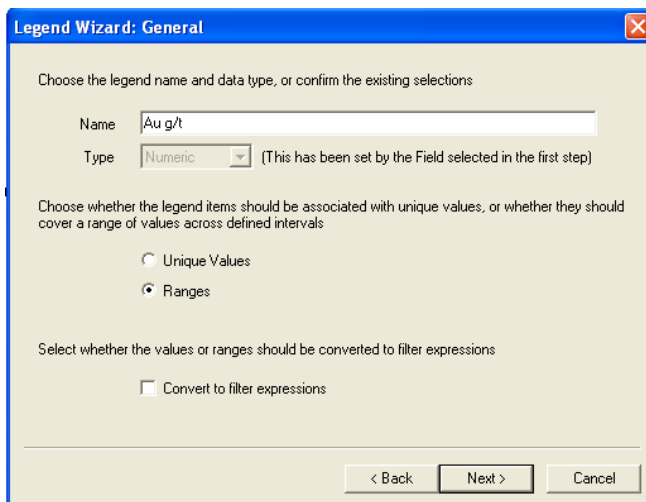 Legend Wizard: General
Choose the legend name and data type, or confirm the existing selections
Name Au g/t
Type Numeric (This has been set by the Field selected in the first step)
Choose whether the legend items should be associated with unique values, or whether they should
cover a range of values across defined intervals
Unique Values
Ranges
Select whether the values or ranges should be converted to filter expressions
Convert to filter expressions
< Back Next > Cancel